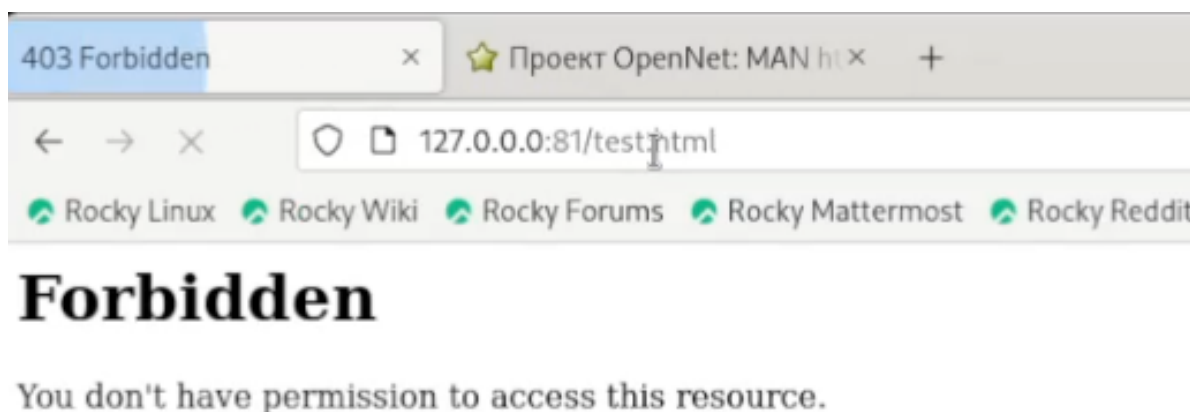 403 Forbidden × Проект OpenNet: MAN ht × +
127.0.0.0:81/test.html
Rocky Linux Rocky Wiki Rocky Forums Rocky Mattermost Rocky Reddit
Forbidden
You don't have permission to access this resource.